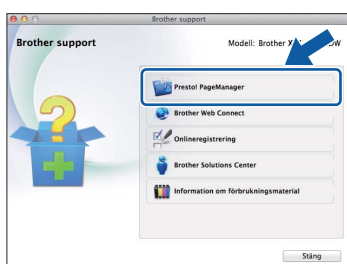 Brother support
Brother support
Modell: Brother
Presto! PageManager
Brother Web Connect
Onlineregistrering
Brother Solutions Center
Information om förbrukningsmaterial
Stäng